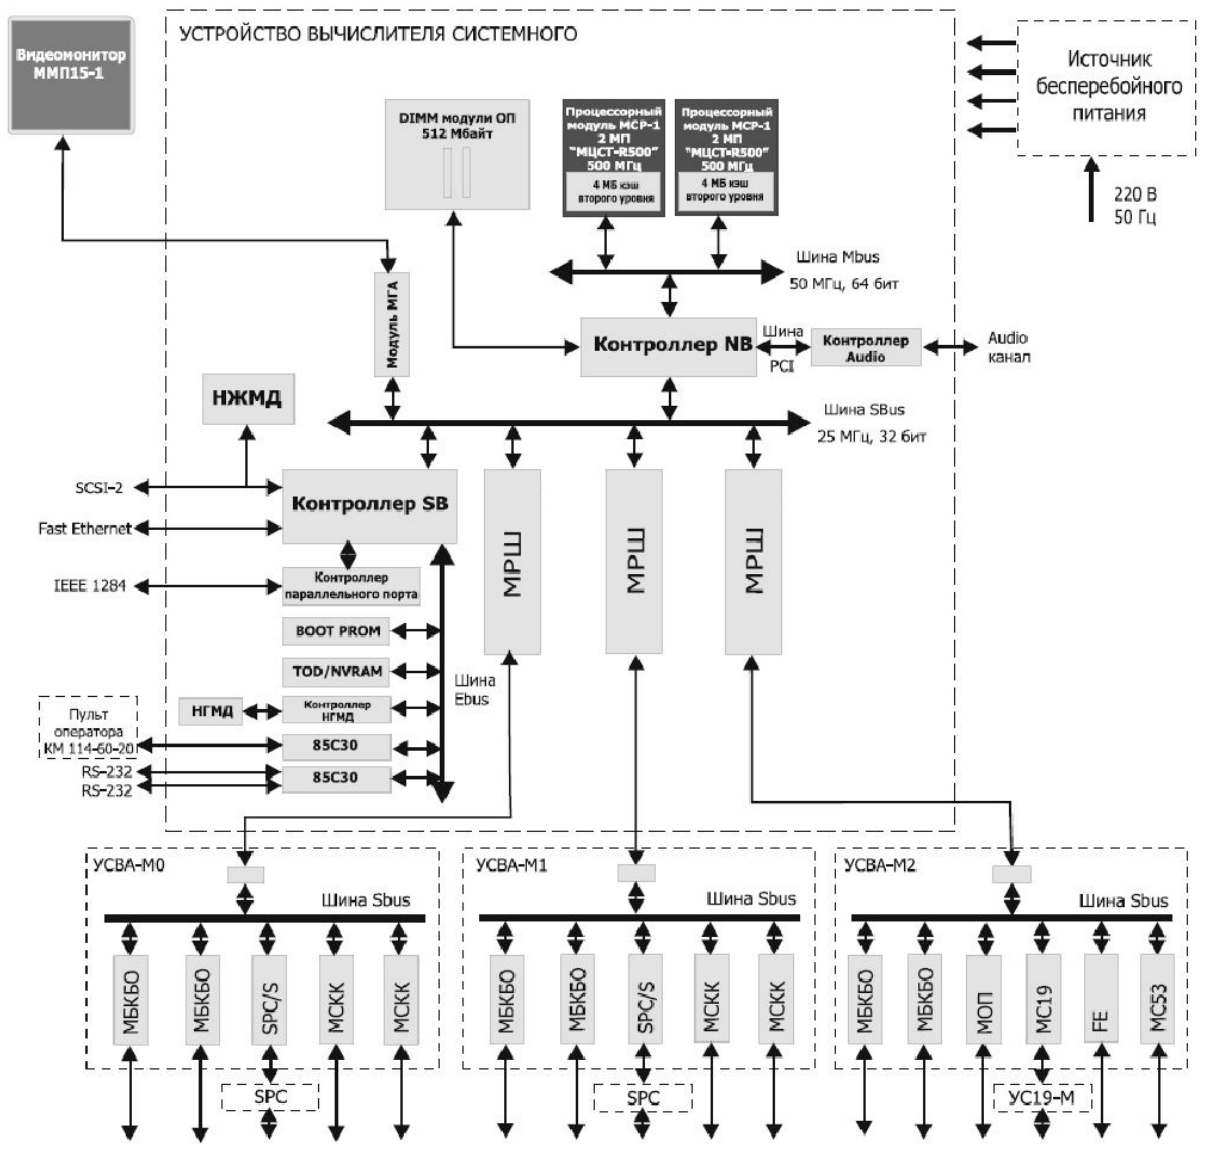 УСТРОЙСТВО ВЫЧИСЛИТЕЛЯ СИСТЕМНОГО
Видеомонитор
ММП15-1
Источник
бесперебойного
питания
220 В
50 Гц
DIMM модули ОП
512 Мбайт
Процессорный
модуль МСР-1
2 МП
"МЦСТ-R500"
500 МГц
4 МБ кэш
второго уровня
Процессорный
модуль МСР-1
2 МП
"МЦСТ-R500"
500 МГц
4 МБ кэш
второго уровня
Шина Mbus
50 МГц, 64 бит
Модуль МГА
Контроллер NB
Шина
PCI
Контроллер
Audio
Audio
канал
НЖМД
Шина SBus
25 МГц, 32 бит
SCSI-2
Контроллер SB
Fast Ethernet
МРШ
МРШ
МРШ
IEEE 1284
Контроллер
параллельного порта
BOOT PROM
TOD/NVRAM
Шина
Ebus
НГМД
Контроллер
НГМД
Пульт
оператора
КМ 114-60-20
85С30
RS-232
RS-232
85С30
УСВА-М0
Шина Sbus
МБКБО
МБКБО
SPC/S
МСКК
МСКК
SPC
УСВА-М1
Шина Sbus
МБКБО
МБКБО
SPC/S
МСКК
МСКК
SPC
УСВА-М2
Шина Sbus
МБКБО
МБКБО
МОП
МС19
FE
МС53
УС19-М